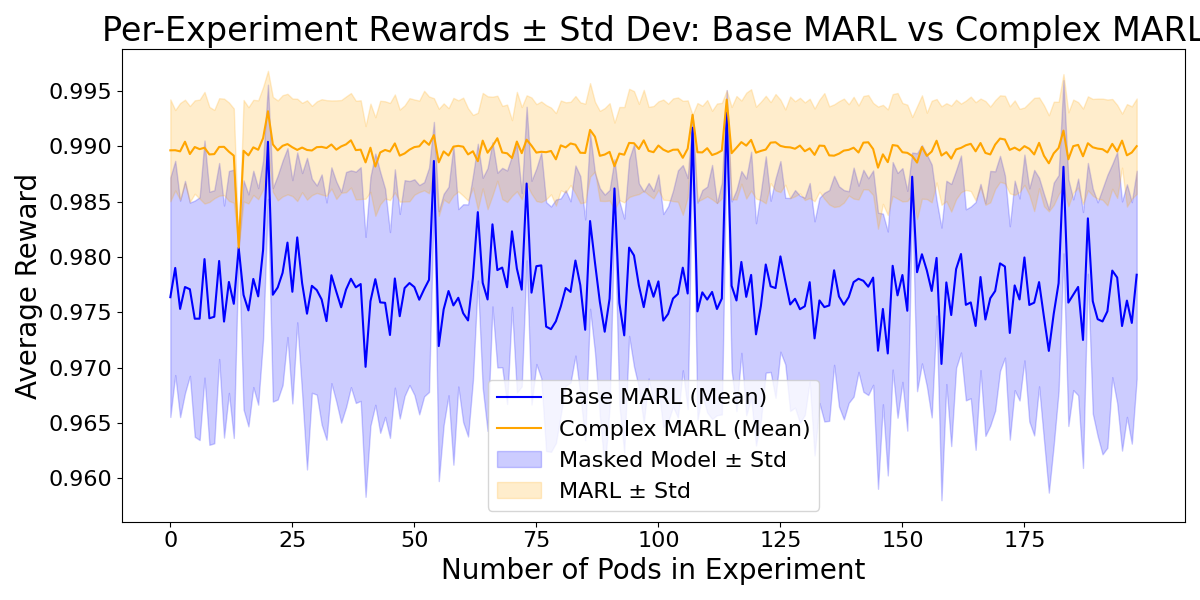 Per-Experiment Rewards ± Std Dev: Base MARL vs Complex MARL
Average Reward
0.995
0.990
0.985
0.980
0.975
0.970
0.965
0.960
Base MARL (Mean)
Complex MARL (Mean)
Masked Model ± Std
MARL ± Std
0 25 50 75 100 125 150 175
Number of Pods in Experiment